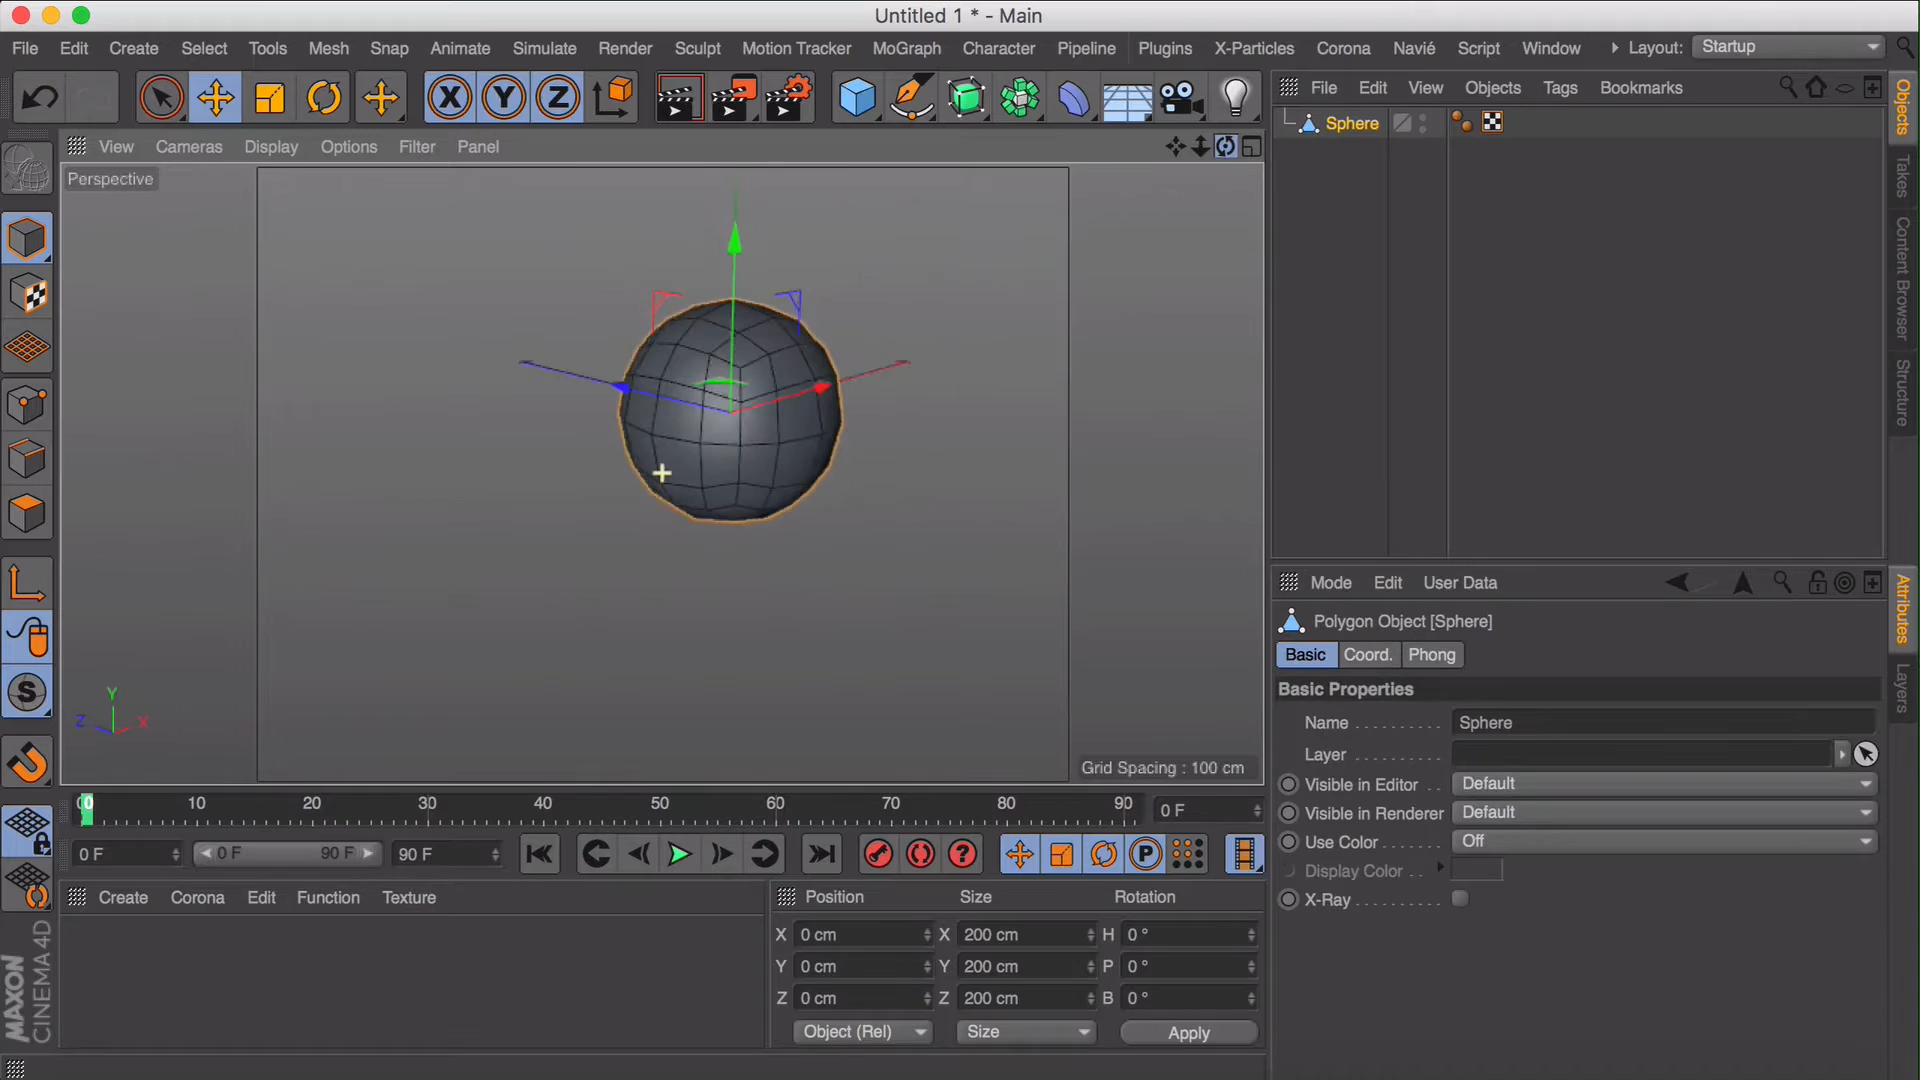 Untitled 1 * - Main
File Edit Create Select Tools Mesh Snap Animate Simulate Render Sculpt Motion Tracker MoGraph Character Pipeline Plugins X-Particles Corona Navié Script Window Layout: Startup
X Y Z
File Edit View Objects Tags Bookmarks
Sphere
View Cameras Display Options Filter Panel
Perspective
Objects
Takes
Content Browser
Structure
Y
Z X
Grid Spacing : 100 cm
S
Mode Edit User Data
Polygon Object [Sphere]
Basic Coord. Phong
Basic Properties
Name . . . . . . . . . Sphere
Layer . . . . . . . . .
Visible in Editor . . Default
Visible in Renderer Default
Use Color . . . . . . . Off
Display Color . .
X-Ray . . . . . . . . . .
Attributes
Layers
0 10 20 30 40 50 60 70 80 90 0 F
0 F 0 F 90 F 90 F
? P
Create Corona Edit Function Texture
Position Size Rotation
X 0 cm X 200 cm H 0 °
Y 0 cm Y 200 cm P 0 °
Z 0 cm Z 200 cm B 0 °
Object (Rel) Size Apply
MAXON
CINEMA 4D